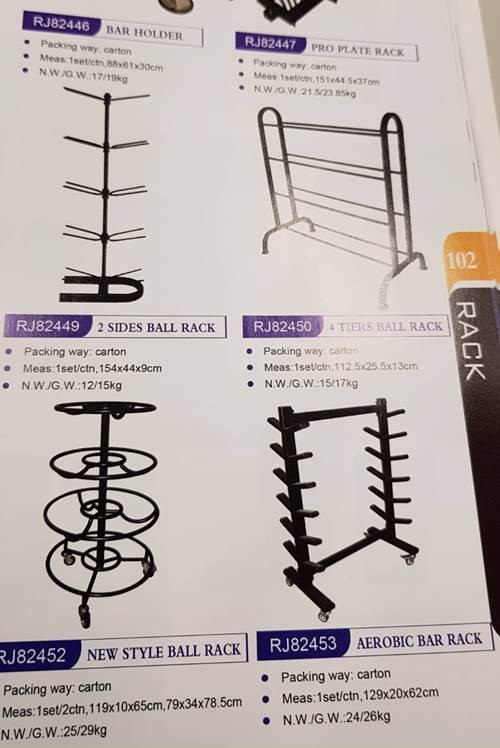 RJ82446 BAR HOLDER
Packing way: carton
Meas:1set/ctn,88x61x30cm
N.W./G.W.:17/19kg
RJ82447 PRO PLATE RACK
Packing way: carton
Meas:1set/ctn,151x44.5x37cm
N.W./G.W.:21.5/23.85kg
102
RACK
RJ82449 2 SIDES BALL RACK
Packing way: carton
Meas:1set/ctn,154x44x9cm
N.W./G.W.:12/15kg
RJ82450 4 TIERS BALL RACK
Packing way: carton
Meas:1set/ctn,112.5x25.5x13cm
N.W./G.W.:15/17kg
RJ82452 NEW STYLE BALL RACK
Packing way: carton
Meas:1set/2ctn,119x10x65cm,79x34x78.5cm
N.W./G.W.:25/29kg
RJ82453 AEROBIC BAR RACK
Packing way: carton
Meas:1set/ctn,129x20x62cm
N.W./G.W.:24/26kg